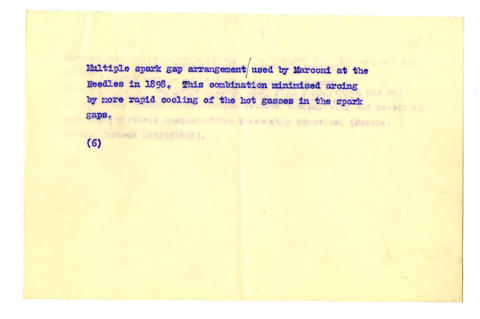 Multiple spark gap arrangement/used by Marconi at the
Needles in 1898. This combination minimised arcing
by more rapid cooling of the hot gasses in the spark
gaps.
(6)